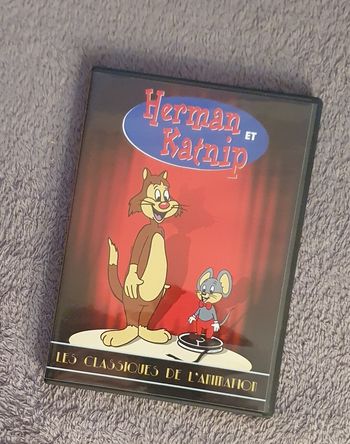 Herman
ET
Katnip
LES CLASSIQUES DE L'ANIMATION